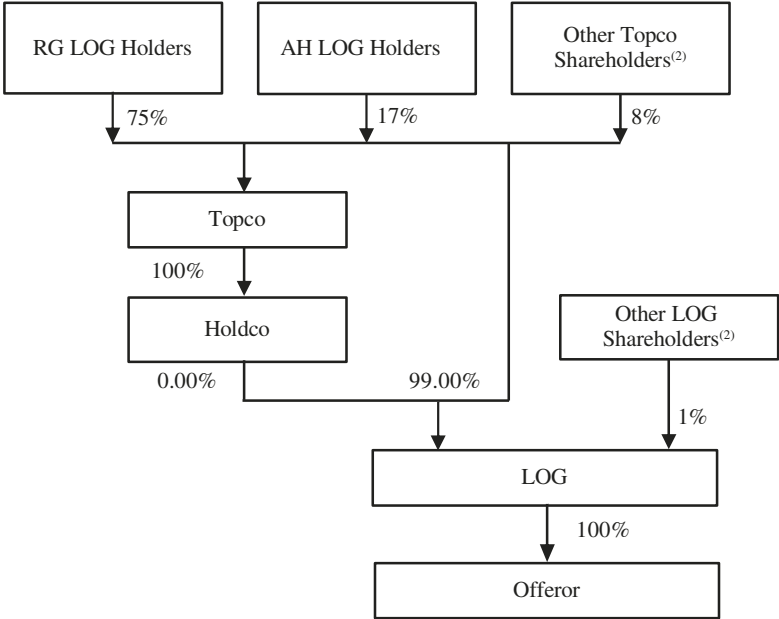 RG LOG Holders
AH LOG Holders
Other Topco
Shareholders(2)
75%
17%
8%
Topco
100%
Holdco
Other LOG
Shareholders(2)
0.00%
99.00%
1%
LOG
100%
Offeror